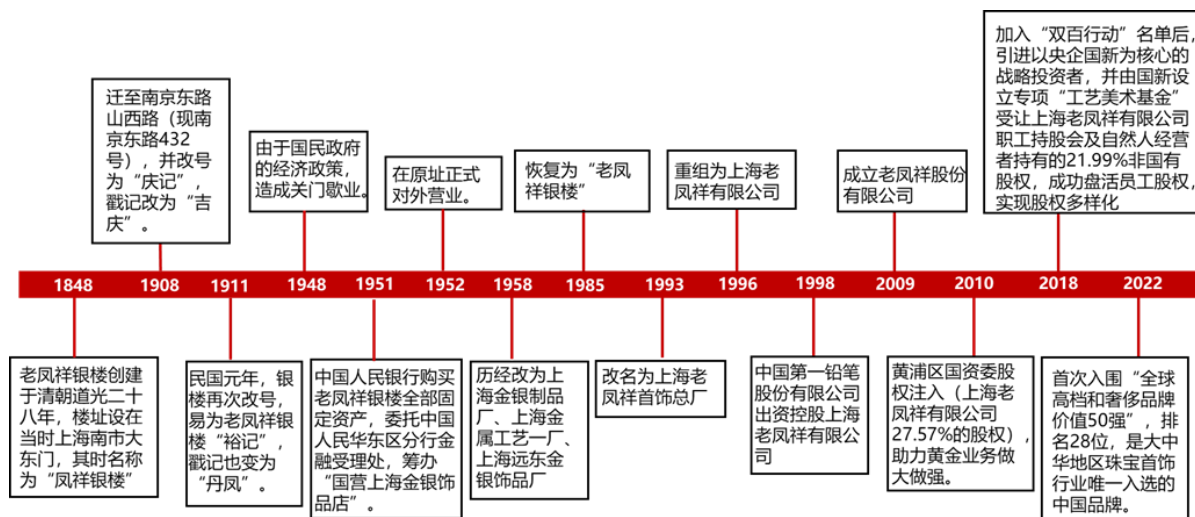 迁至南京东路
山西路（现南
京东路432
号），并改号
为“庆记”，
戳记改为“吉
庆”。
由于国民政府
的经济政策，
造成关门歇业。
在原址正式
对外营业。
恢复为“老凤
祥银楼”
重组为上海老
凤祥有限公司
成立老凤祥股份
有限公司
加入“双百行动”名单后，
引进以央企国新为核心的
战略投资者，并由国新设
立专项“工艺美术基金”
受让上海老凤祥有限公司
职工持股会及自然人经营
者持有的21.99%非国有
股权，成功盘活员工股权，
实现股权多样化
1848 1908 1911 1948 1951 1952 1958 1985 1993 1996 1998 2009 2010 2018 2022
老凤祥银楼创建
于清朝道光二十
八年，楼址设在
当时上海南市大
东门，其时名称
为“凤祥银楼”
民国元年，银
楼再次改号，
易为老凤祥银
楼“裕记”，
戳记也变为
“丹凤”。
中国人民银行购买
老凤祥银楼全部固
定资产，委托中国
人民华东区分行金
融受理处，筹办
“国营上海金银饰
品店”。
历经改为上
海金银制品
厂、上海金
属工艺一厂、
上海远东金
银饰品厂
改名为上海老
凤祥首饰总厂
中国第一铅笔
股份有限公司
出资控股上海
老凤祥有限公
司
黄浦区国资委股
权注入（上海老
凤祥有限公司
27.57%的股权），
助力黄金业务做
大做强。
首次入围“全球
高档和奢侈品牌
价值50强”，排
名28位，是大中
华地区珠宝首饰
行业唯一入选的
中国品牌。